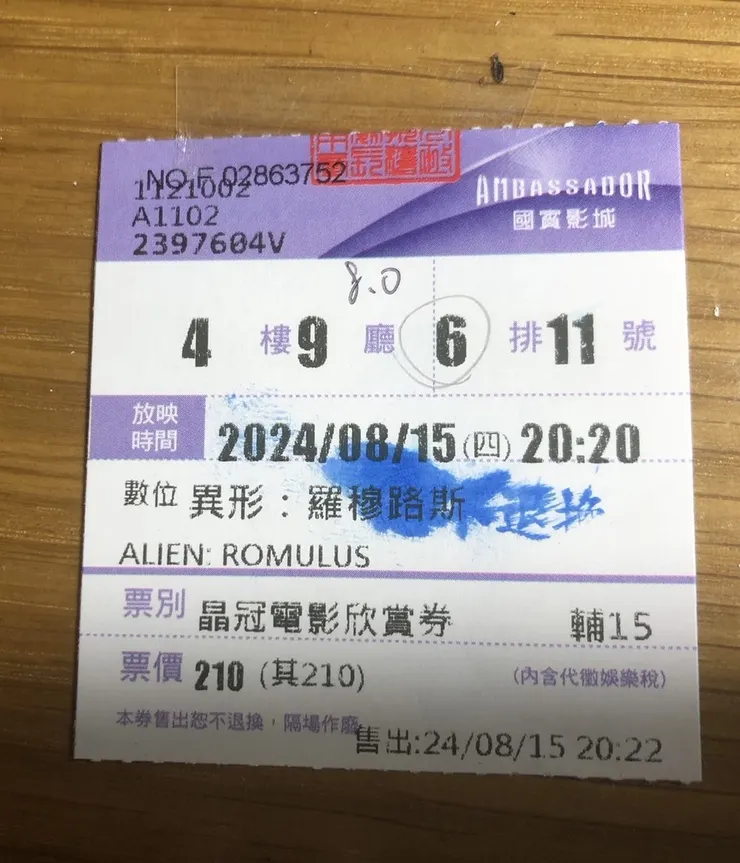 NO.F 02863752
1121002
A1102
2397604V
AMBASSADOR
國賓影城
8.0
4 樓 9 廳 6 排 11 號
放映時間 2024/08/15(四) 20:20
數位 異形：羅穆路斯
退換
ALIEN: ROMULUS
票別 晶冠電影欣賞券 輔15
票價 210 (其210) (內含代徵娛樂稅)
本券售出恕不退換，隔場作廢
售出:24/08/15 20:22